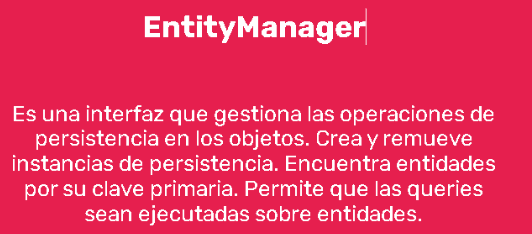 EntityManager
Es una interfaz que gestiona las operaciones de
persistencia en los objetos. Crea y remueve
instancias de persistencia. Encuentra entidades
por su clave primaria. Permite que las queries
sean ejecutadas sobre entidades.